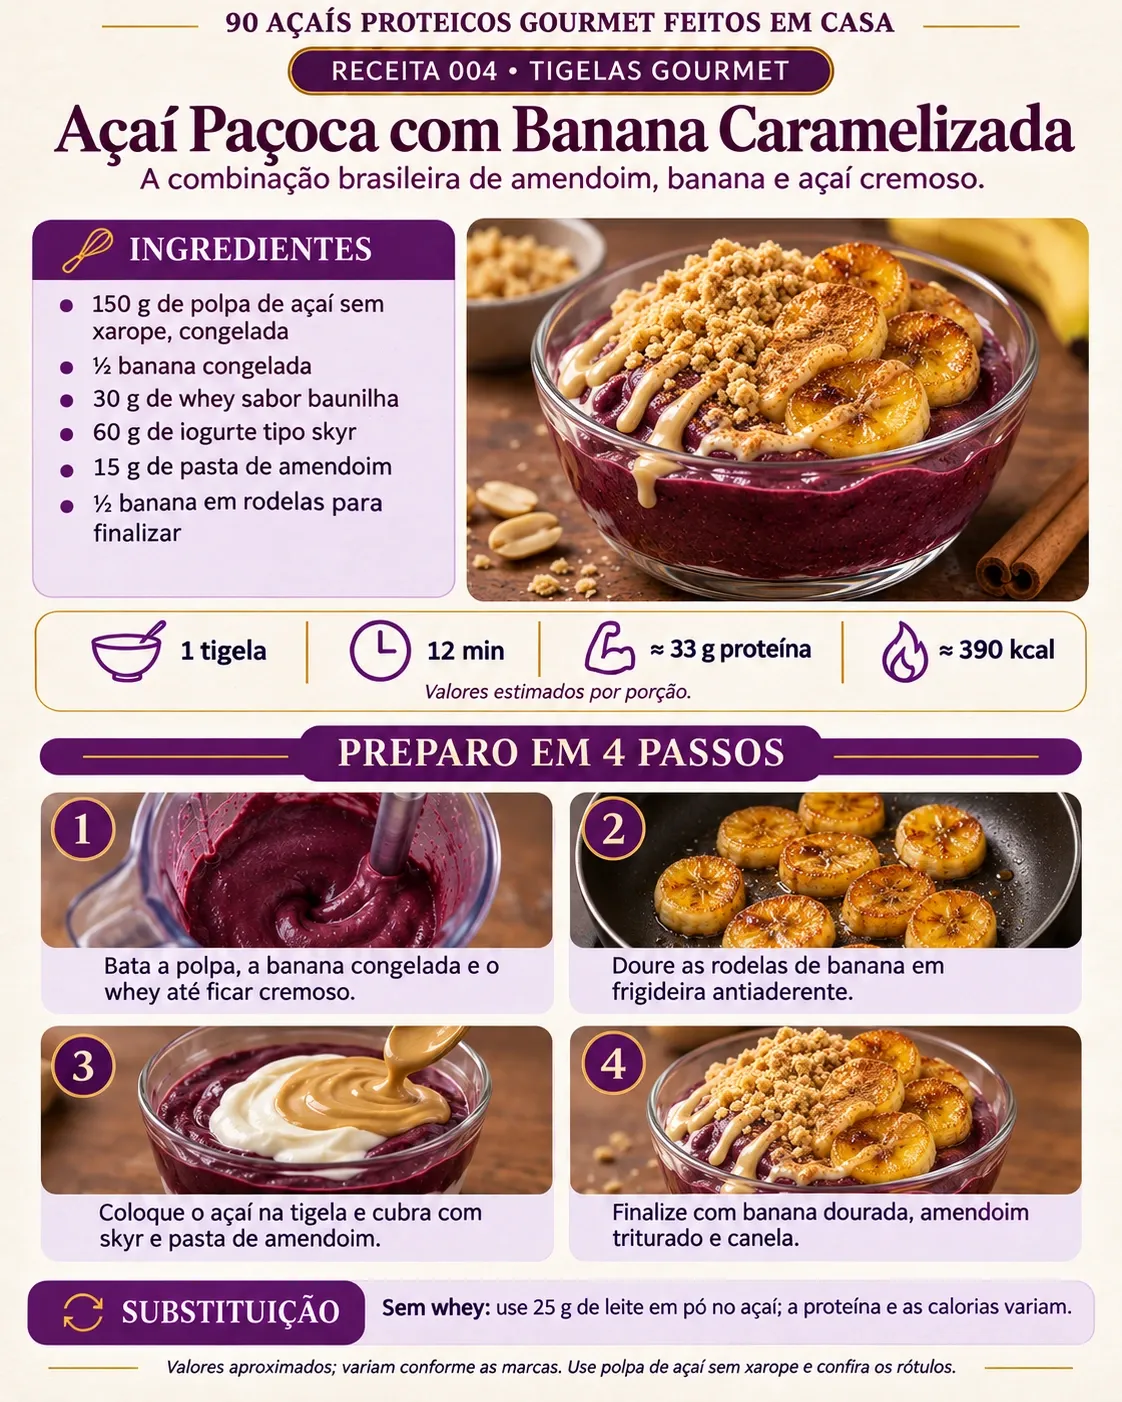 90 AÇAÍS PROTEICOS GOURMET FEITOS EM CASA
RECEITA 004 • TIGELAS GOURMET
Açaí Paçoca com Banana Caramelizada
A combinação brasileira de amendoim, banana e açaí cremoso.
INGREDIENTES
150 g de polpa de açaí sem
xarope, congelada
½ banana congelada
30 g de whey sabor baunilha
60 g de iogurte tipo skyr
15 g de pasta de amendoim
½ banana em rodelas para
finalizar
1 tigela
12 min
≈ 33 g proteína
≈ 390 kcal
Valores estimados por porção.
PREPARO EM 4 PASSOS
1
Bata a polpa, a banana congelada e o
whey até ficar cremoso.
2
Doure as rodelas de banana em
frigideira antiaderente.
3
Coloque o açaí na tigela e cubra com
skyr e pasta de amendoim.
4
Finalize com banana dourada, amendoim
triturado e canela.
SUBSTITUIÇÃO
Sem whey: use 25 g de leite em pó no açaí; a proteína e as calorias variam.
Valores aproximados; variam conforme as marcas. Use polpa de açaí sem xarope e confira os rótulos.